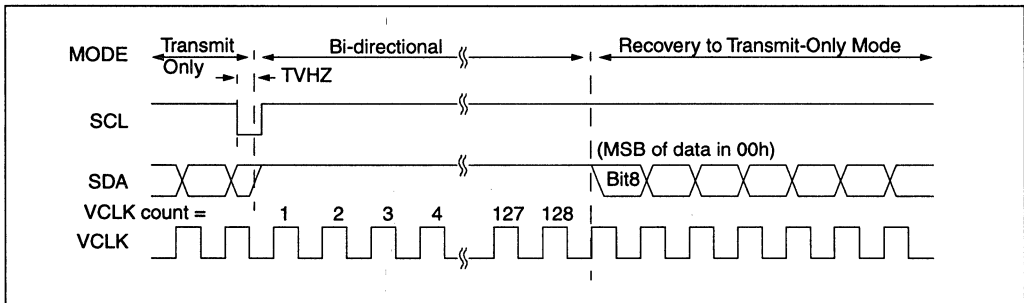 MODE
Transmit Only
Bi-directional
Recovery to Transmit-Only Mode
TVHZ
SCL
(MSB of data in 00h)
SDA
Bit8
VCLK count =
1 2 3 4 127 128
VCLK